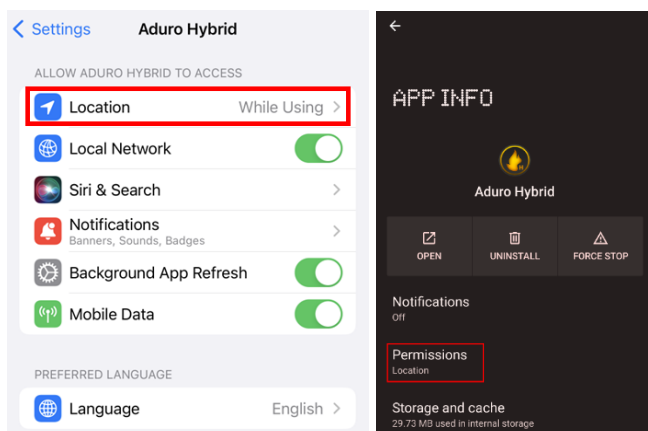 Settings
Aduro Hybrid
ALLOW ADURO HYBRID TO ACCESS
Location While Using
Local Network
Siri & Search
Notifications
Banners, Sounds, Badges
Background App Refresh
Mobile Data
PREFERRED LANGUAGE
Language English
APP INFO
Aduro Hybrid
OPEN UNINSTALL FORCE STOP
Notifications
Off
Permissions
Location
Storage and cache
29.73 MB used in internal storage